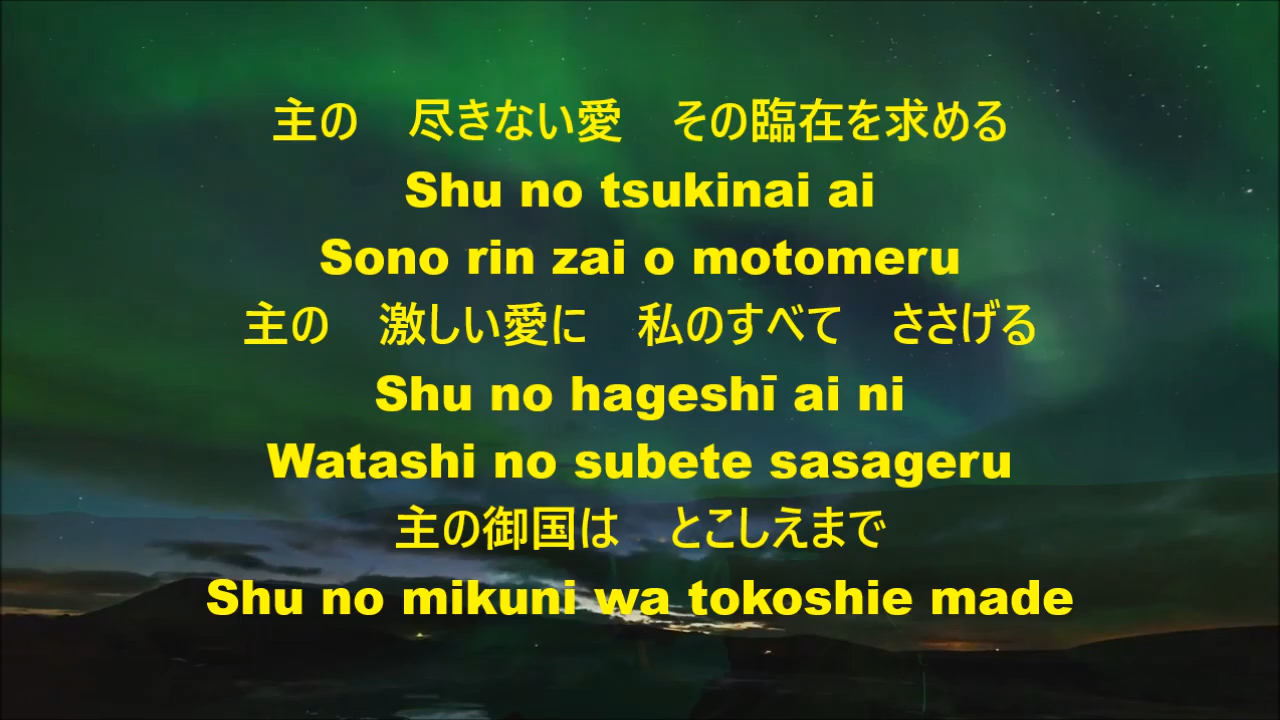 主の　尽きない愛　その臨在を求める
Shu no tsukinai ai
Sono rin zai o motomeru
主の　激しい愛に　私のすべて　ささげる
Shu no hageshī ai ni
Watashi no subete sasageru
主の御国は　とこしえまで
Shu no mikuni wa tokoshie made